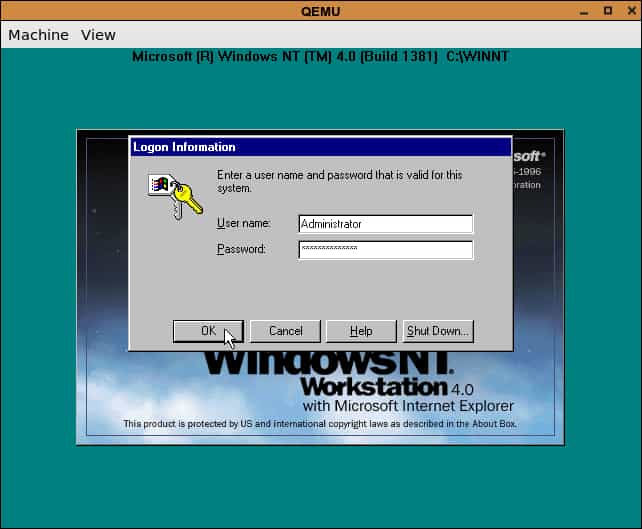 QEMU
Machine View
Microsoft (R) Windows NT (TM) 4.0 (Build 1381) C:\WINNT
soft®
Logon Information
-1996
oration
Enter a user name and password that is valid for this
system.
User name: Administrator
Password: **************
OK Cancel Help Shut Down...
WindowsNT.
Workstation 4.0
with Microsoft Internet Explorer
This product is protected by US and international copyright laws as described in the About Box.